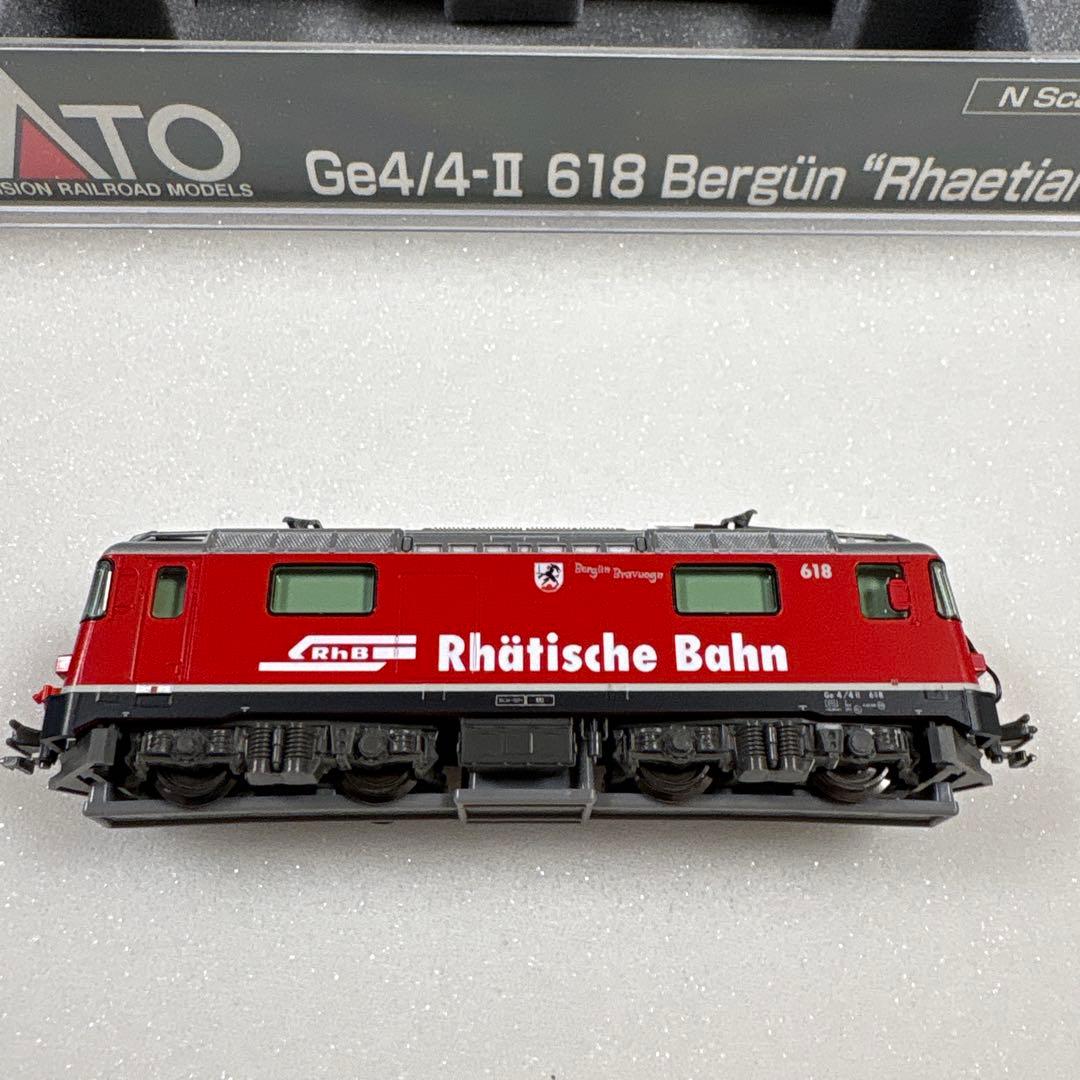 N Sca
ATO
SION RAILROAD MODELS
Ge4/4-II 618 Bergün "Rhaetian
Bergün Bravuogn
618
RhB
Rhätische Bahn
Ge 4/4 II 618